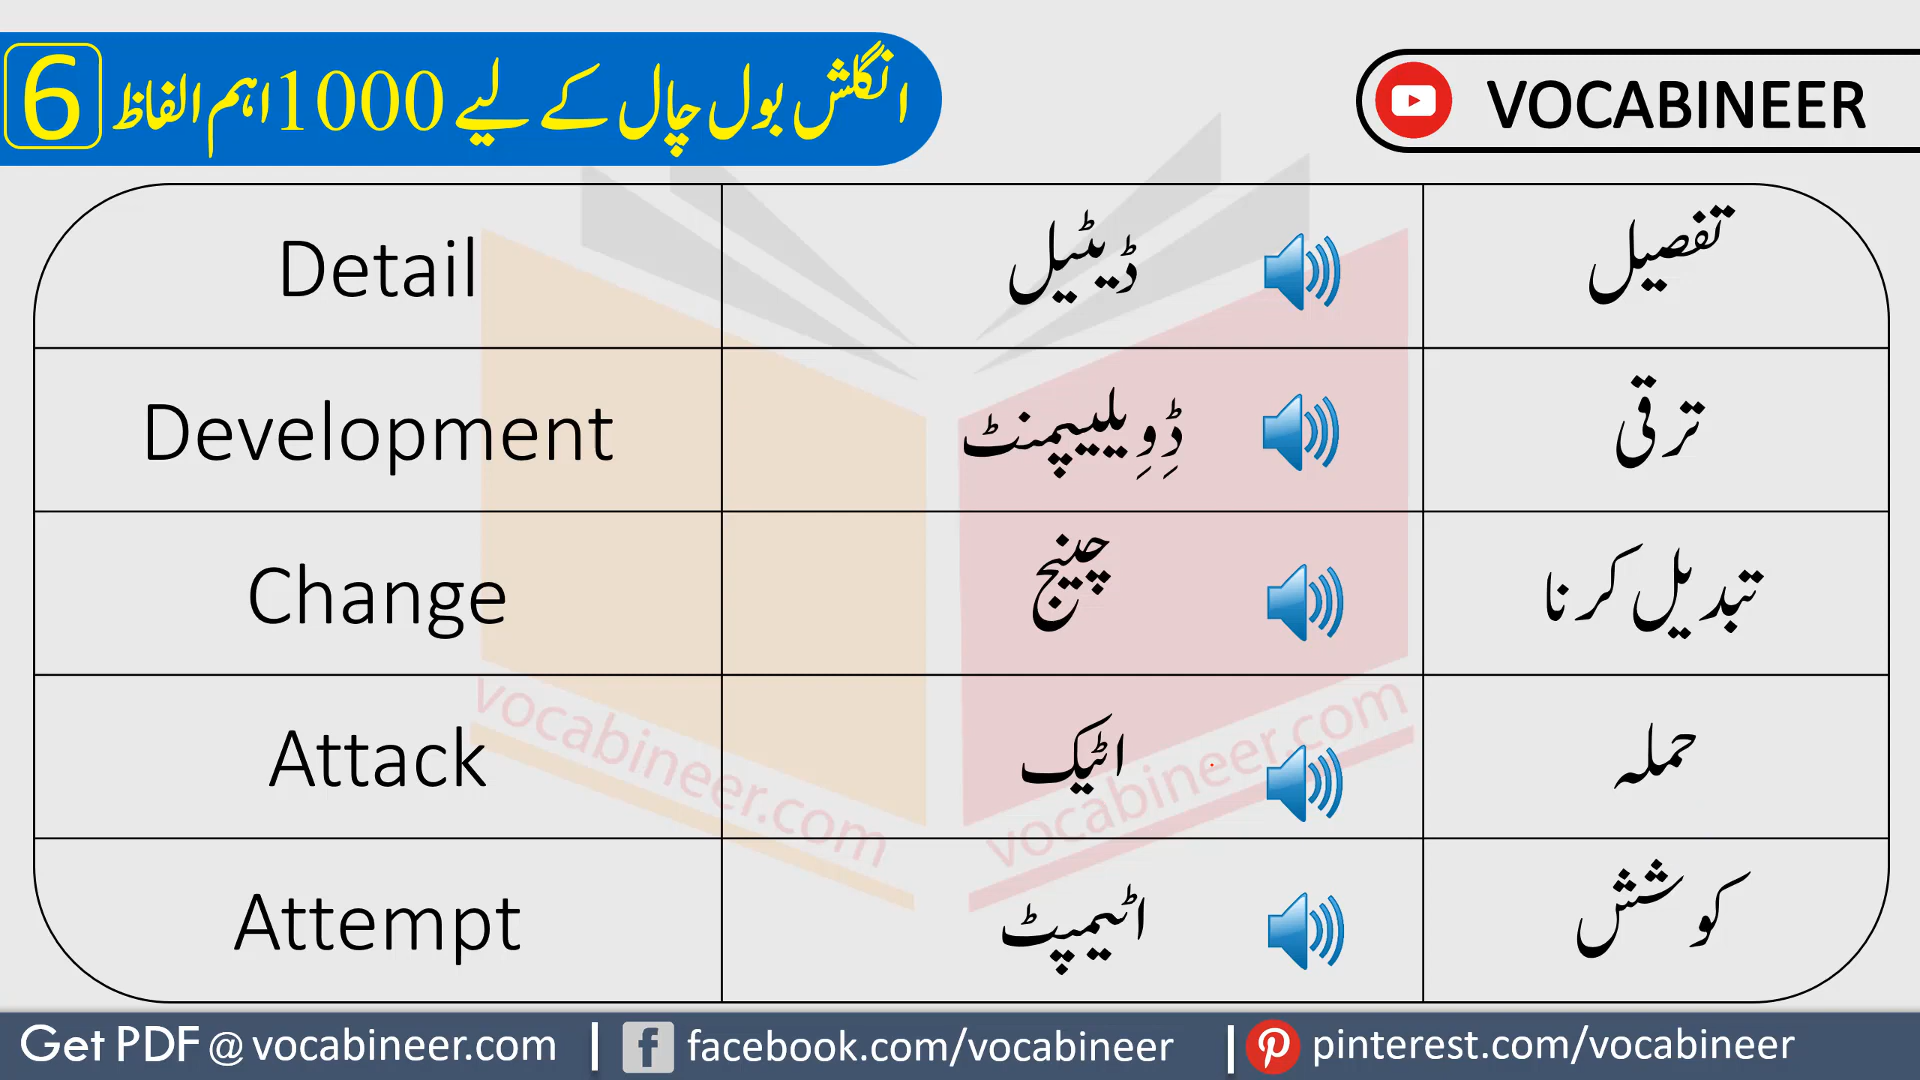 انگلش بول چال کے لیے 1000 اہم الفاظ 6
VOCABINEER
Detail ڈیٹیل تفصیل
Development ڈِوِیلیپمنٹ ترقی
Change چینیج تبدیل کرنا
Attack اٹیک حملہ
Attempt اٹیمپٹ کوشش
vocabineer.com vocabineer.com
Get PDF @ vocabineer.com | facebook.com/vocabineer | pinterest.com/vocabineer